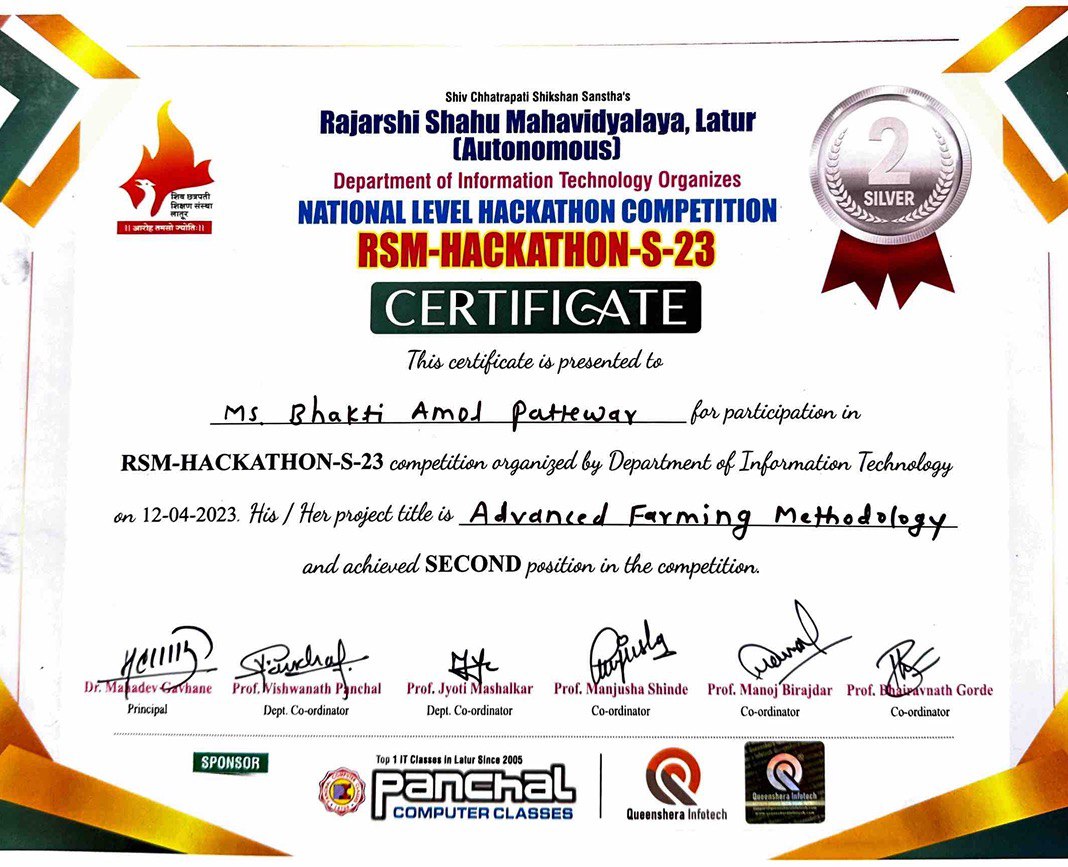 Shiv Chhatrapati Shikshan Sanstha's
Rajarshi Shahu Mahavidyalaya, Latur
(Autonomous)
Department of Information Technology Organizes
NATIONAL LEVEL HACKATHON COMPETITION
RSM-HACKATHON-S-23
शिव छत्रपती
शिक्षण संस्था
लातूर
।। आरोह तमसो ज्योतिः ।।
2
SILVER
CERTIFICATE
This certificate is presented to
Ms. Bhakti Amol Patteway for participation in
RSM-HACKATHON-S-23 competition organized by Department of Information Technology
on 12-04-2023. His / Her project title is Advanced Farming Methodology
and achieved SECOND position in the competition.
Dr. Mahadev Gavhane Prof. Vishwanath Panchal Prof. Jyoti Mashalkar Prof. Manjusha Shinde Prof. Manoj Birajdar Prof. Bhairavnath Gorde
Principal Dept. Co-ordinator Dept. Co-ordinator Co-ordinator Co-ordinator Co-ordinator
SPONSOR
Top 1 IT Classes in Latur Since 2005
Panchal
COMPUTER CLASSES
Queenshera Infotech
Queenshera Infotech